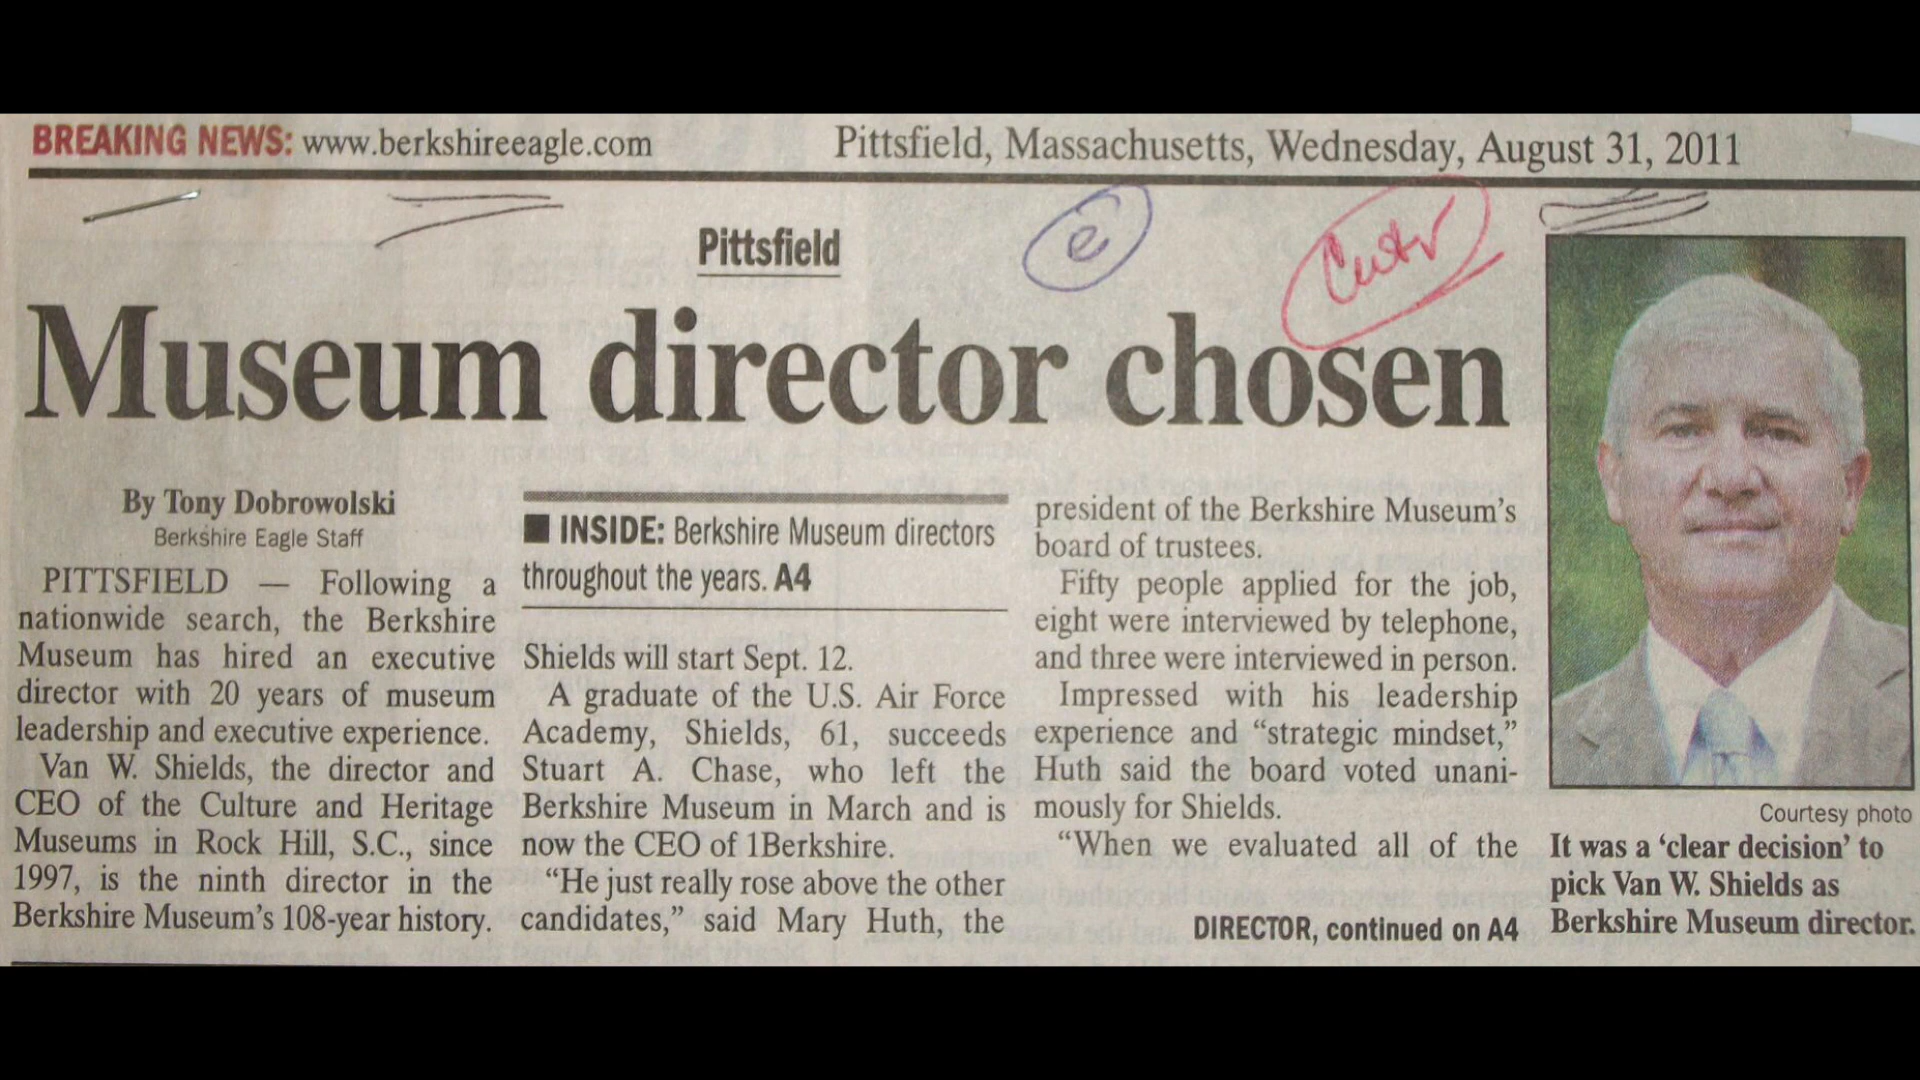 BREAKING NEWS: www.berkshireeagle.com
Pittsfield, Massachusetts, Wednesday, August 31, 2011
e
Pittsfield
Museum director chosen
By Tony Dobrowolski
Berkshire Eagle Staff
PITTSFIELD — Following a
nationwide search, the Berkshire
Museum has hired an executive
director with 20 years of museum
leadership and executive experience.
Van W. Shields, the director and
CEO of the Culture and Heritage
Museums in Rock Hill, S.C., since
1997, is the ninth director in the
Berkshire Museum's 108-year history.
■ INSIDE: Berkshire Museum directors
throughout the years. A4
Shields will start Sept. 12.
A graduate of the U.S. Air Force
Academy, Shields, 61, succeeds
Stuart A. Chase, who left the
Berkshire Museum in March and is
now the CEO of 1Berkshire.
“He just really rose above the other
candidates,” said Mary Huth, the
president of the Berkshire Museum's
board of trustees.
Fifty people applied for the job,
eight were interviewed by telephone,
and three were interviewed in person.
Impressed with his leadership
experience and “strategic mindset,”
Huth said the board voted unani-
mously for Shields.
“When we evaluated all of the
DIRECTOR, continued on A4
Courtesy photo
It was a ‘clear decision’ to
pick Van W. Shields as
Berkshire Museum director.